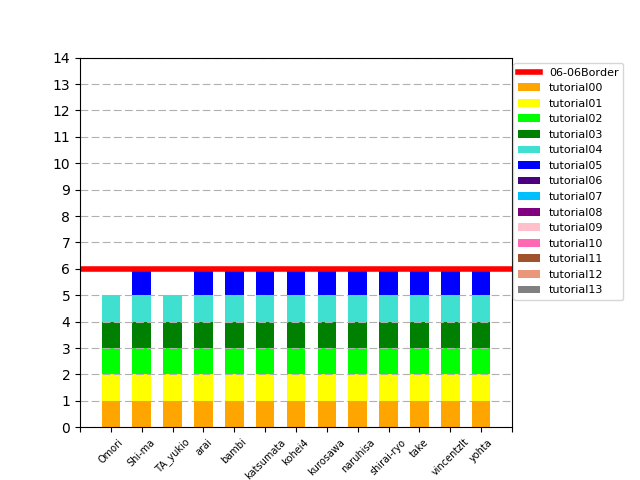 14
13
12
11
10
9
8
7
6
5
4
3
2
1
0
Omori
Shi-ma
TA_yukio
arai
bambi
katsumata
kohei4
kurosawa
naruhisa
shirai-ryo
take
vincentzlt
yohta
06-06Border
tutorial00
tutorial01
tutorial02
tutorial03
tutorial04
tutorial05
tutorial06
tutorial07
tutorial08
tutorial09
tutorial10
tutorial11
tutorial12
tutorial13